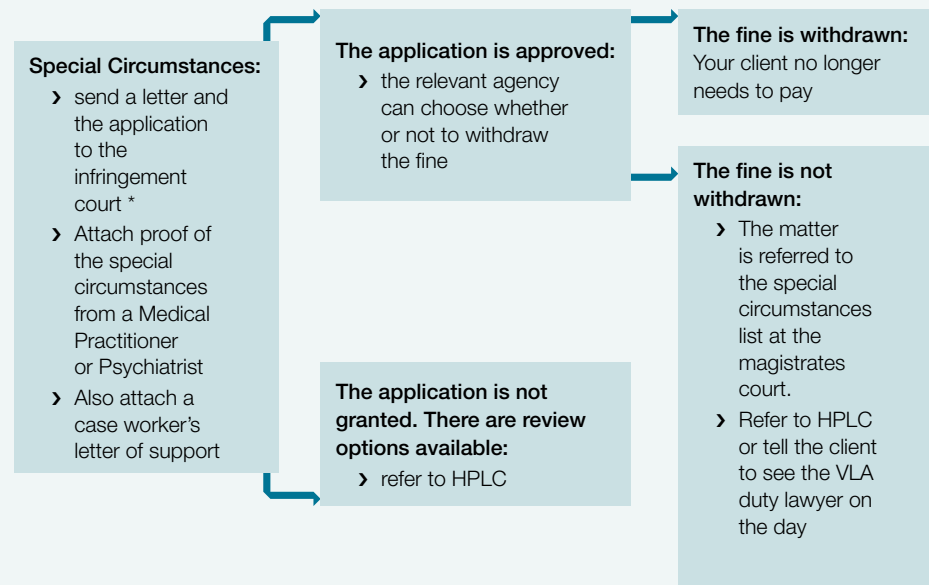 Special Circumstances:
› send a letter and
the application
to the
infringement
court *
› Attach proof of
the special
circumstances
from a Medical
Practitioner
or Psychiatrist
› Also attach a
case worker's
letter of support
The application is approved:
› the relevant agency
can choose whether
or not to withdraw
the fine
The application is not
granted. There are review
options available:
› refer to HPLC
The fine is withdrawn:
Your client no longer
needs to pay
The fine is not
withdrawn:
› The matter
is referred to
the special
circumstances
list at the
magistrates
court.
› Refer to HPLC
or tell the client
to see the VLA
duty lawyer on
the day